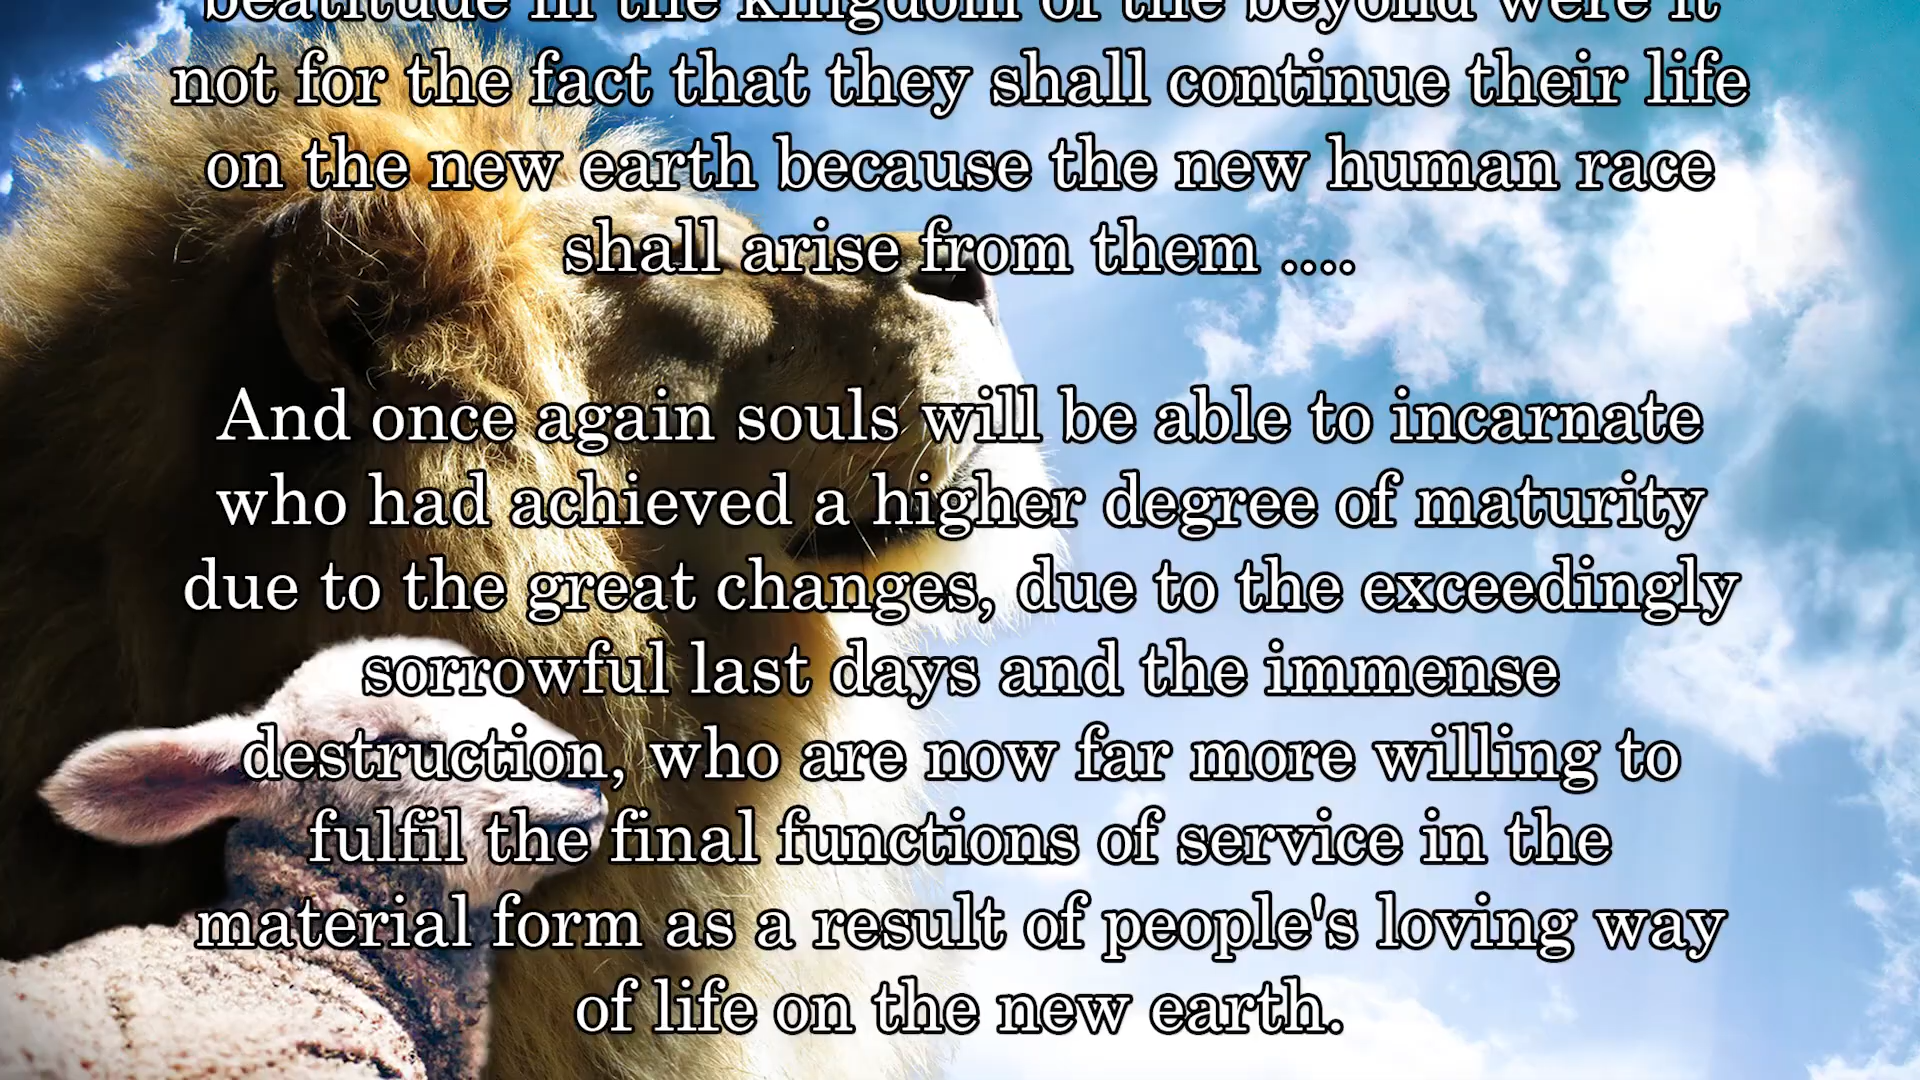 beatitude in the kingdom of the beyond were it
not for the fact that they shall continue their life
on the new earth because the new human race
shall arise from them ....
And once again souls will be able to incarnate
who had achieved a higher degree of maturity
due to the great changes, due to the exceedingly
sorrowful last days and the immense
destruction, who are now far more willing to
fulfil the final functions of service in the
material form as a result of people's loving way
of life on the new earth.